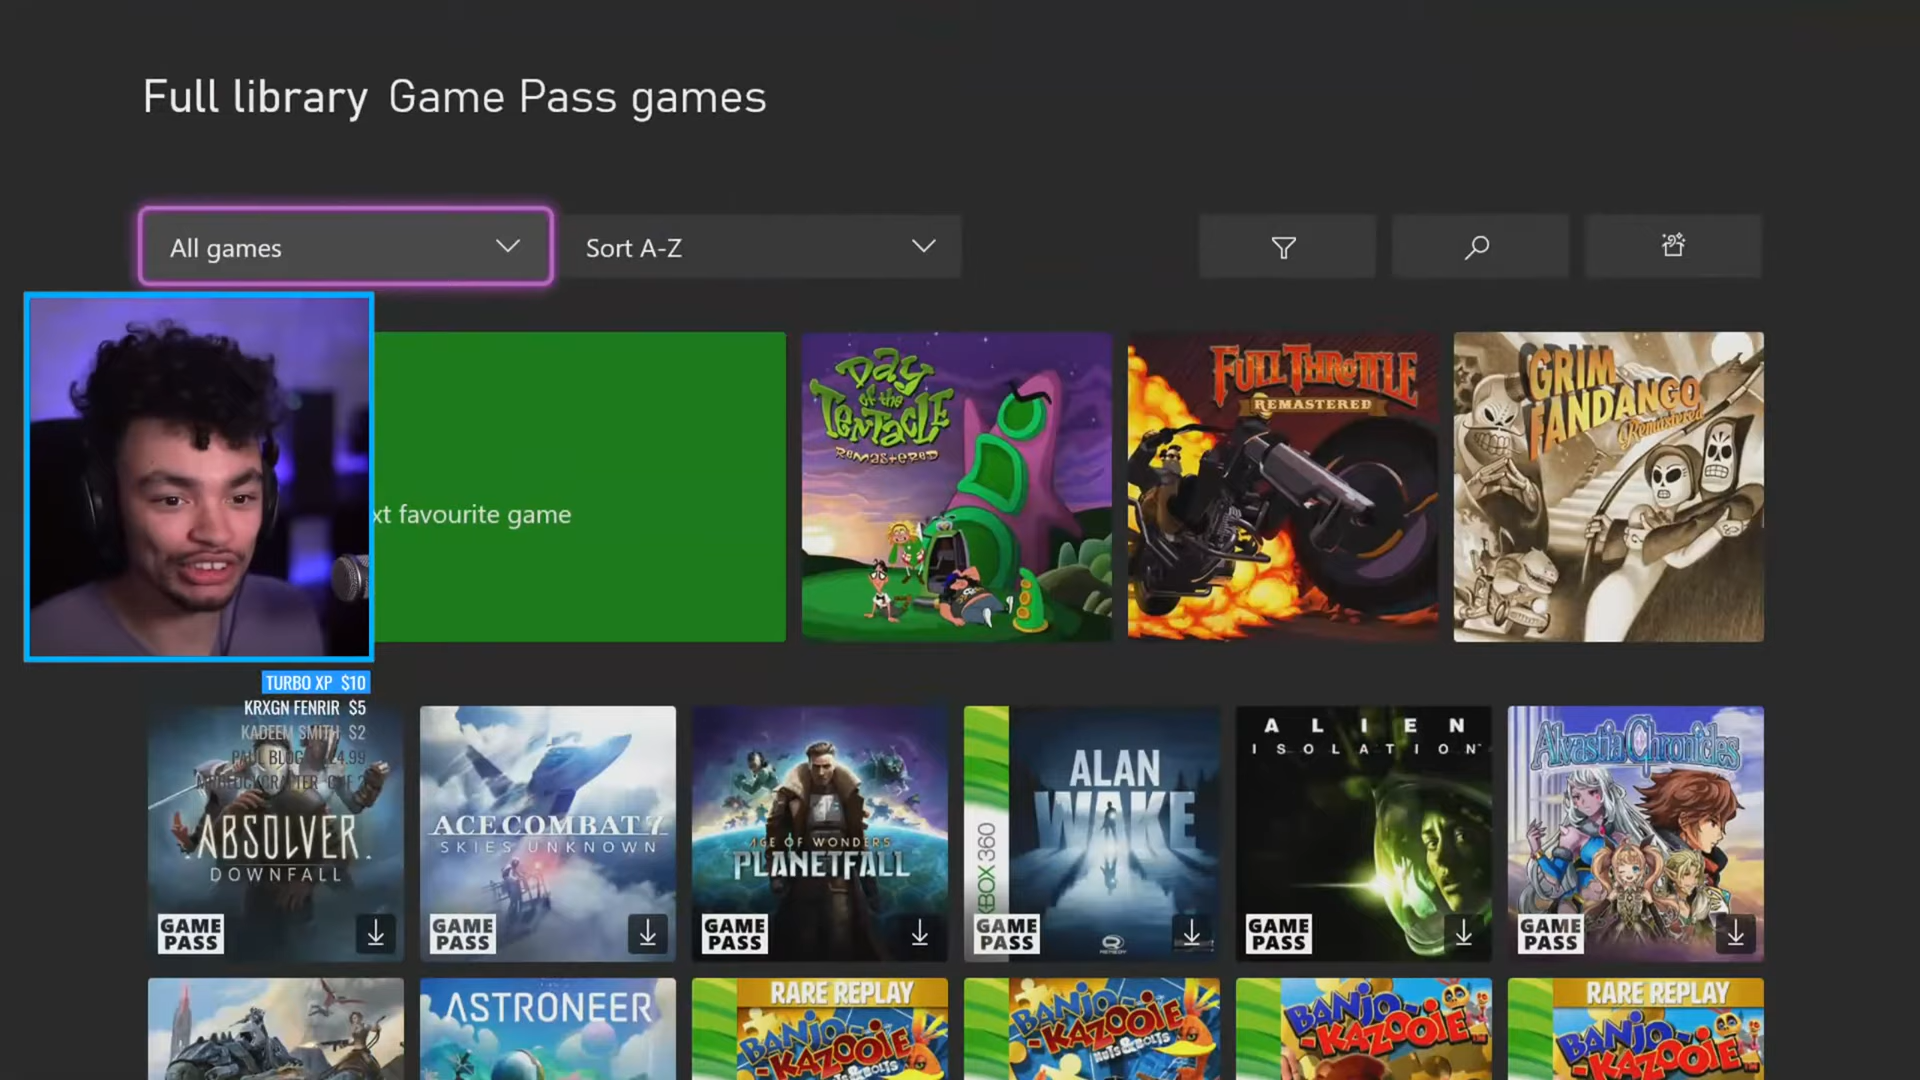 Full library Game Pass games
All games
Sort A-Z
xt favourite game
Day
of the
Tentacle
REMASTERED
FULL THROTTLE
REMASTERED
GRIM
FANDANGO
Remastered
TURBO XP $10
KRXGN FENRIR $5
KADEEM SMITH $2
ABSOLVER
DOWNFALL
GAME
PASS
ACE COMBAT 7
SKIES UNKNOWN
GAME
PASS
AGE OF WONDERS
PLANETFALL
GAME
PASS
XBOX 360
ALAN
WAKE
REMEDY
GAME
PASS
ALIEN
ISOLATION
GAME
PASS
Alvastia Chronicles
GAME
PASS
ASTRONEER
RARE REPLAY
BANJO-
KAZOOIE
NUTS & BOLTS
BANJO-
KAZOOIE
NUTS & BOLTS
BANJO-
KAZOOIE
RARE REPLAY
BANJO-
KAZOOIE